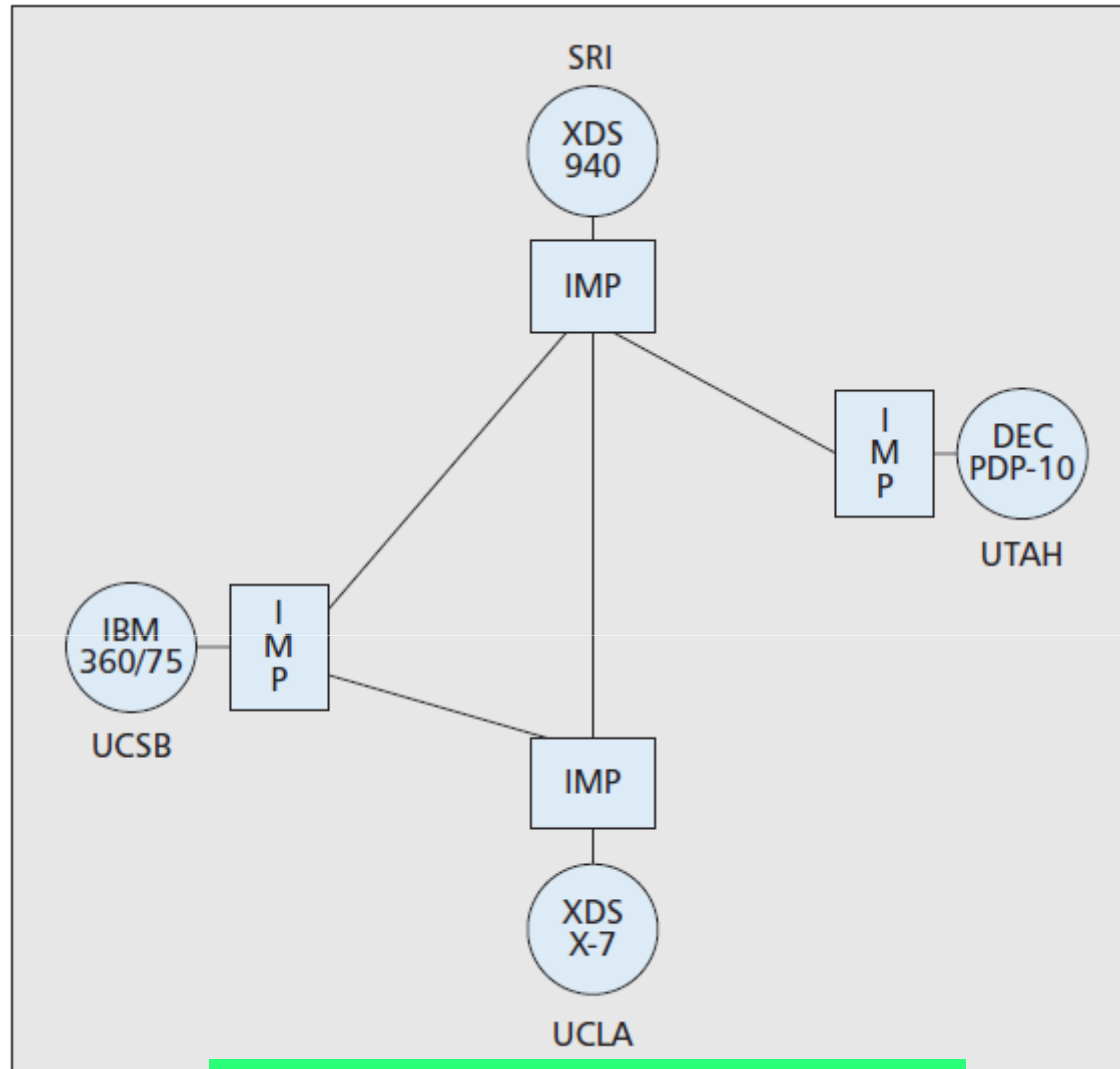 SRI
XDS
940
IMP
I
M
P
DEC
PDP-10
UTAH
IBM
360/75
I
M
P
UCSB
IMP
XDS
X-7
UCLA